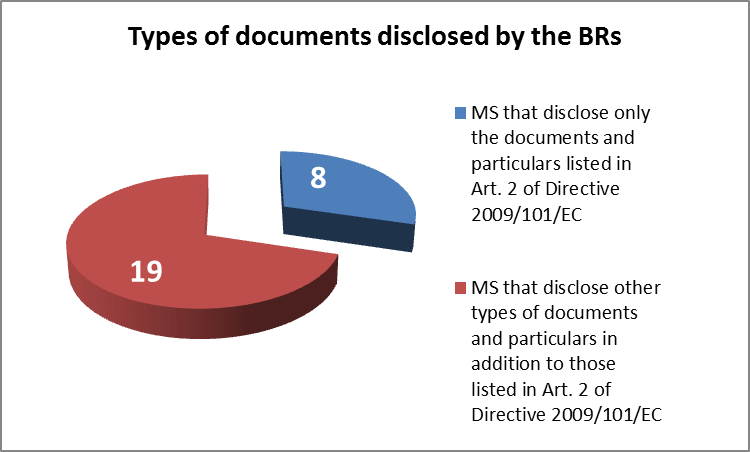 Types of documents disclosed by the BRs
8
19
MS that disclose only
the documents and
particulars listed in
Art. 2 of Directive
2009/101/EC
MS that disclose other
types of documents
and particulars in
addition to those
listed in Art. 2 of
Directive 2009/101/EC